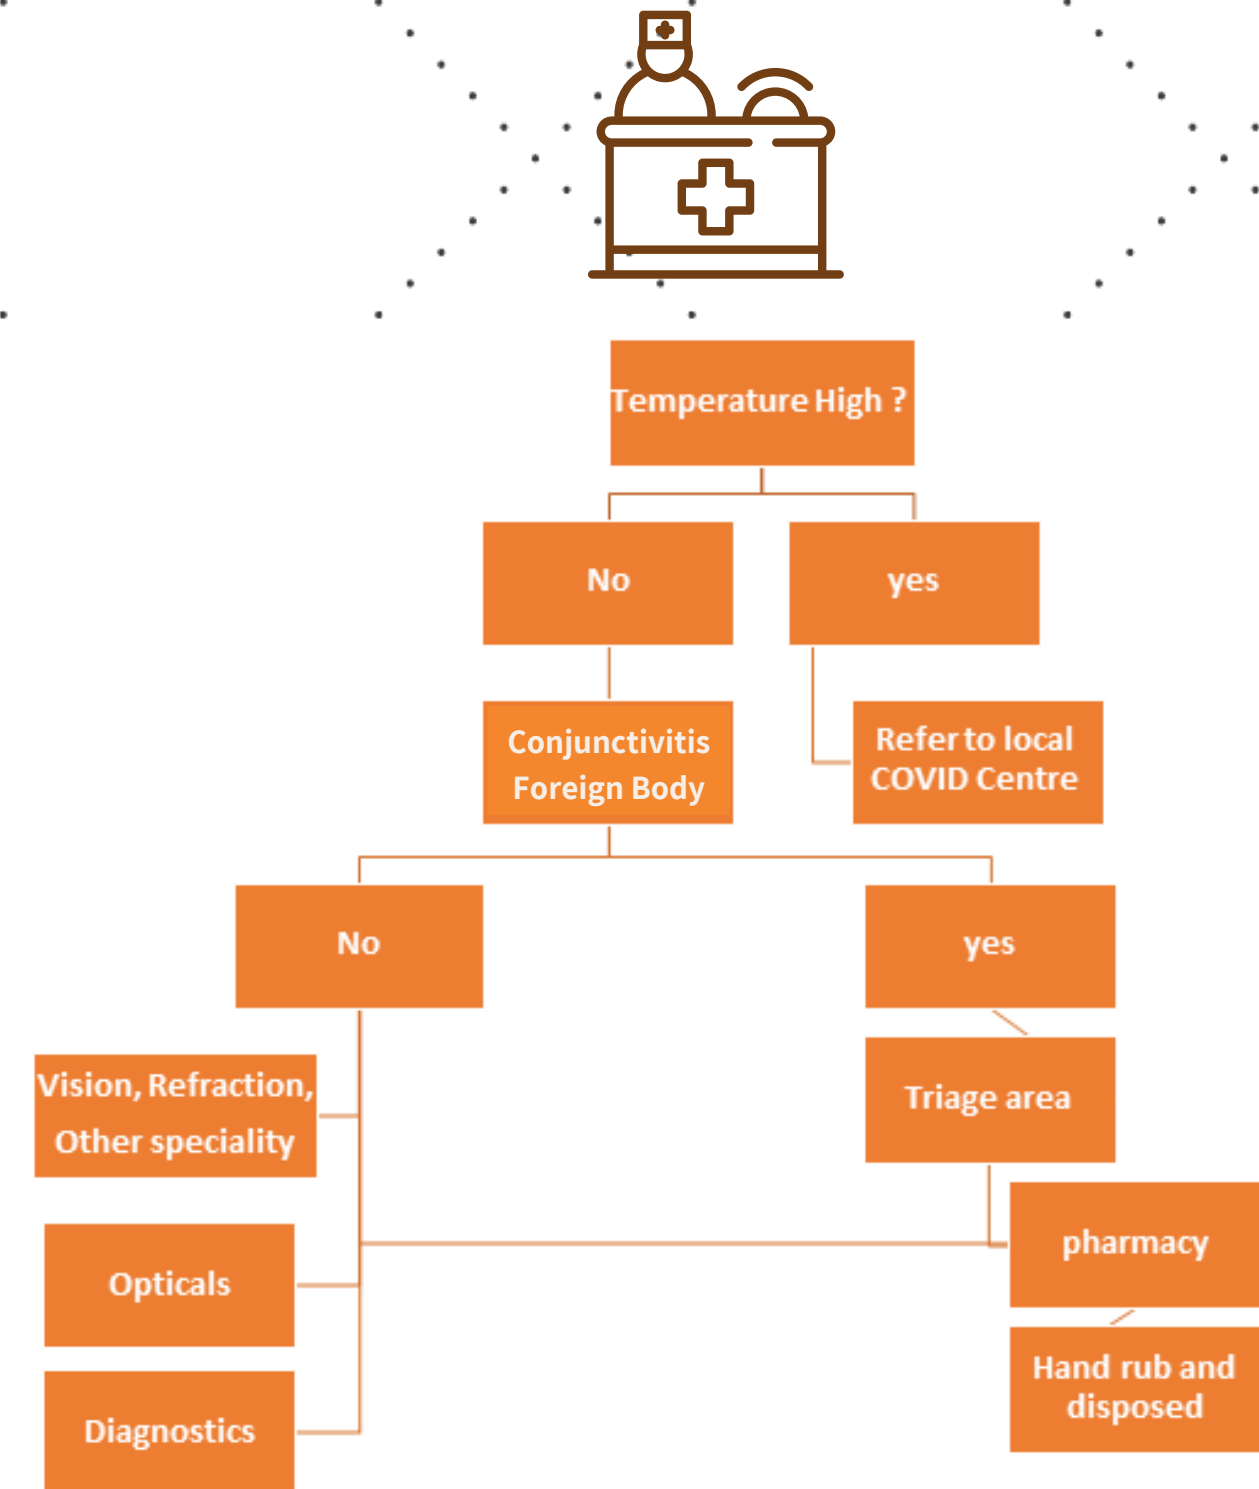 Temperature High ?
No
yes
Conjunctivitis
Foreign Body
Refer to local
COVID Centre
No
yes
Vision, Refraction,
Other speciality
Triage area
Opticals
pharmacy
Diagnostics
Hand rub and
disposed